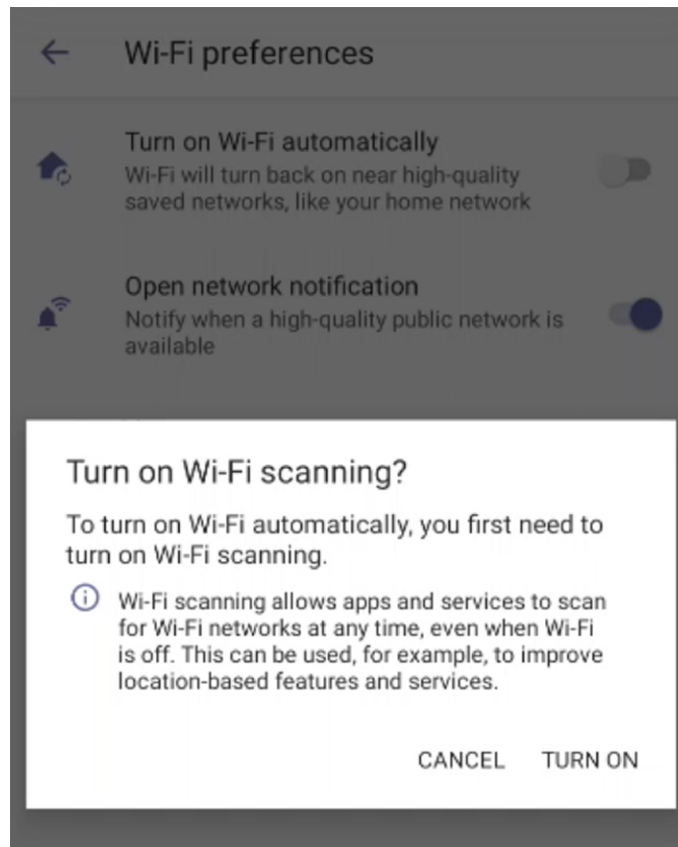 Wi-Fi preferences
Turn on Wi-Fi automatically
Wi-Fi will turn back on near high-quality
saved networks, like your home network
Open network notification
Notify when a high-quality public network is
available
Turn on Wi-Fi scanning?
To turn on Wi-Fi automatically, you first need to
turn on Wi-Fi scanning.
Wi-Fi scanning allows apps and services to scan
for Wi-Fi networks at any time, even when Wi-Fi
is off. This can be used, for example, to improve
location-based features and services.
CANCEL TURN ON